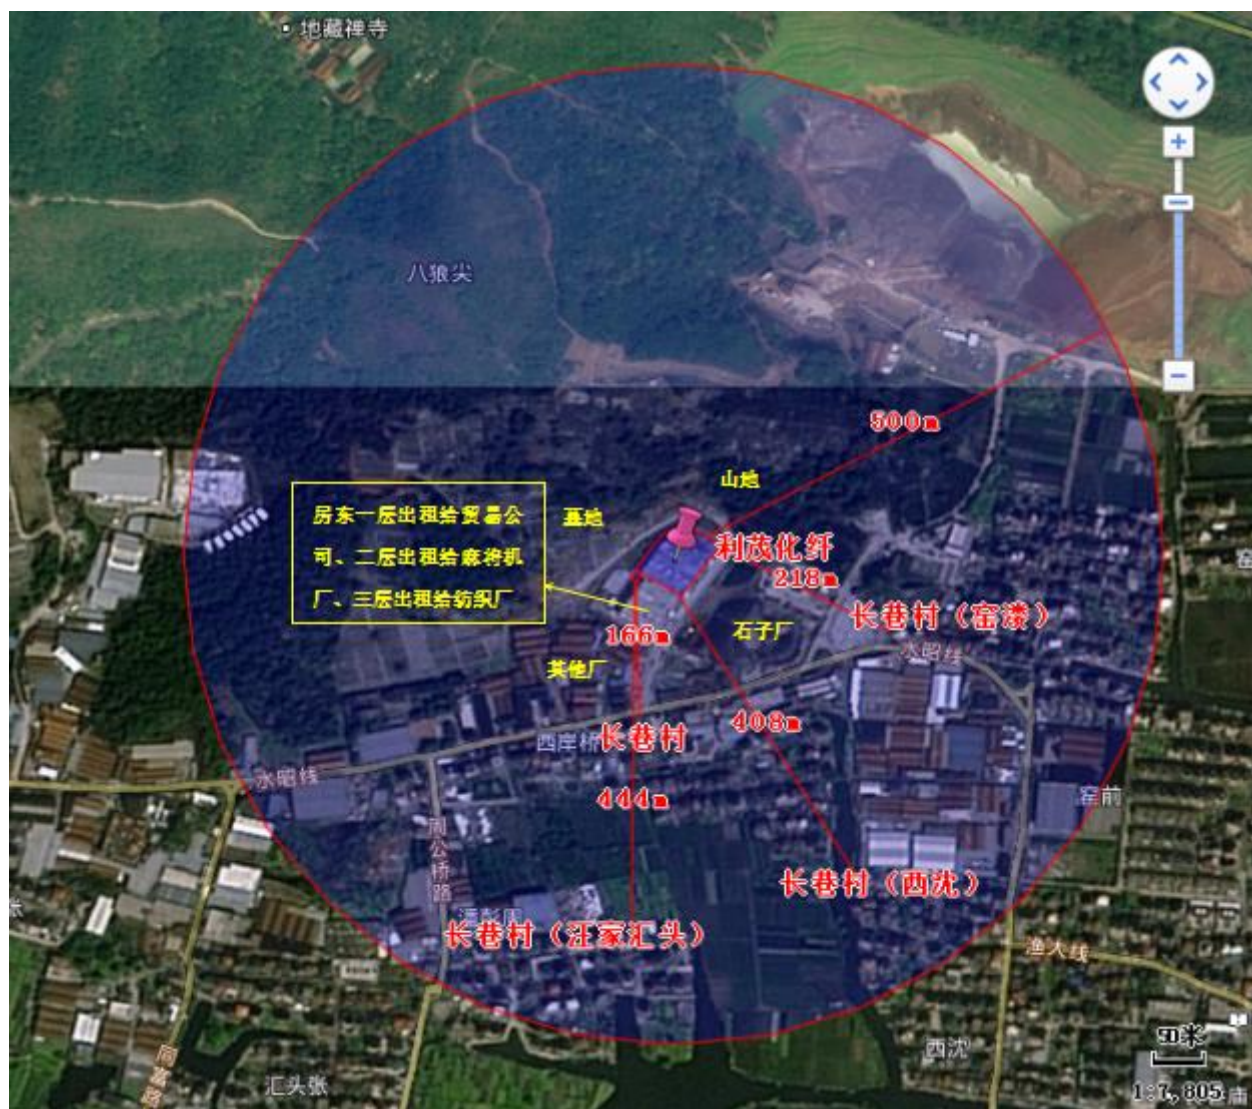 地藏禅寺
八狼尖
500m
山地
房东一层出租给贸易公
司、二层出租给麻将机
厂、三层出租给纺织厂
墓地
利茂化纤
218m
长巷村（窑溇）
166m
石子厂
水昭线
其他厂
408m
西岸桥
长巷村
水昭线
444m
窑前
周公桥路
长巷村（西沈）
长巷村（汪家汇头）
渔大线
50米
西沈
汇头张
1:7,805